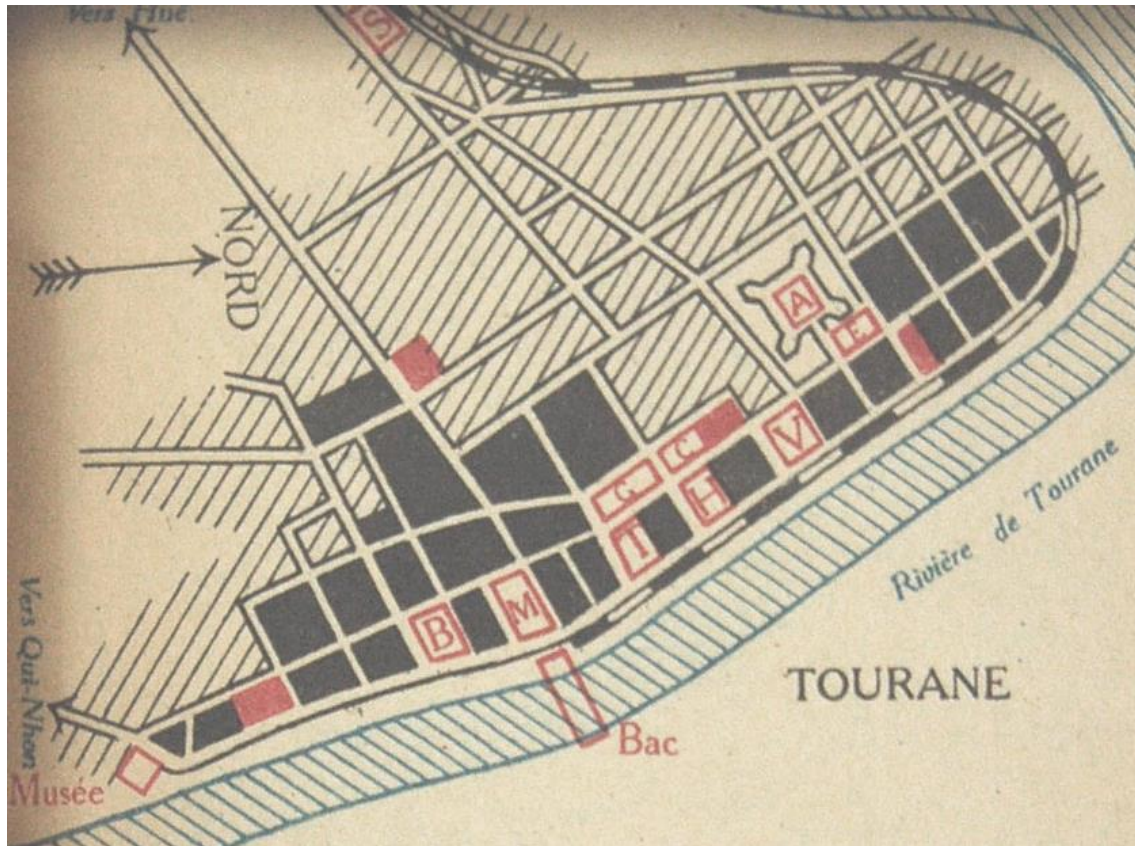 Vers Hué.
S
NORD
A
E
V
C
G
H
T
M
B
Rivière de Tourane
TOURANE
Vers Qui-Nhon
Bac
Musée